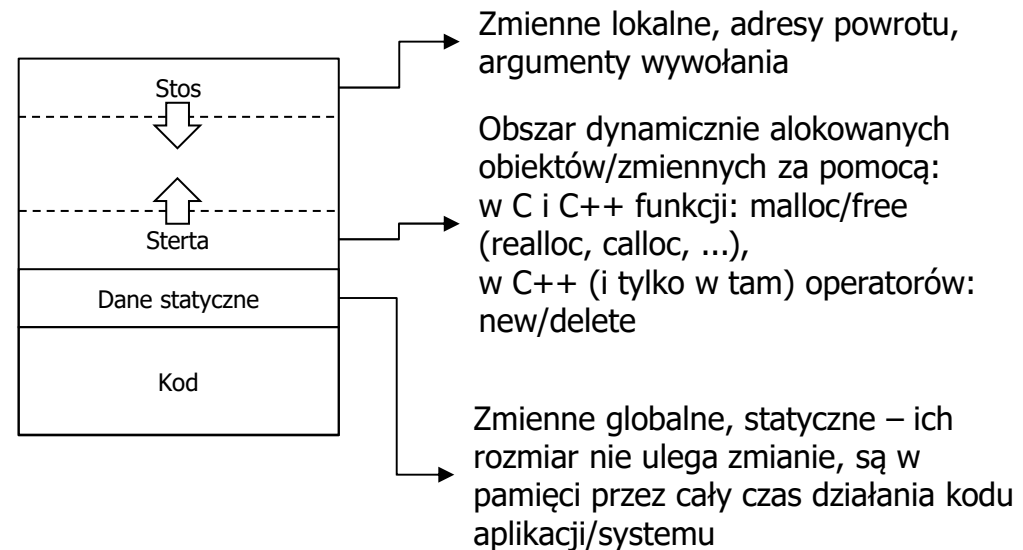 Zmienne lokalne, adresy powrotu,
argumenty wywołania
Stos
Obszar dynamicznie alokowanych
obiektów/zmiennych za pomocą:
w C i C++ funkcji: malloc/free
(realloc, calloc, ...),
w C++ (i tylko w tam) operatorów:
new/delete
Sterta
Dane statyczne
Kod
Zmienne globalne, statyczne – ich
rozmiar nie ulega zmianie, są w
pamięci przez cały czas działania kodu
aplikacji/systemu